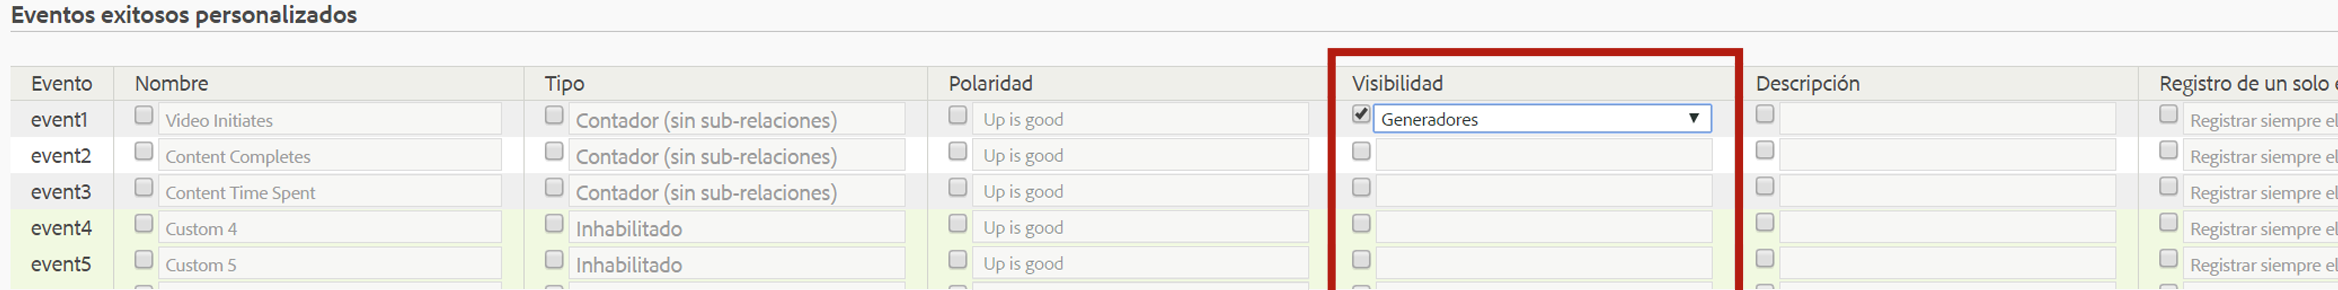 Eventos exitosos personalizados
Evento Nombre Tipo Polaridad Visibilidad Descripción Registro de un solo
event1 Video Initiates Contador (sin sub-relaciones) Up is good Generadores Registrar siempre el
event2 Content Completes Contador (sin sub-relaciones) Up is good Registrar siempre el
event3 Content Time Spent Contador (sin sub-relaciones) Up is good Registrar siempre el
event4 Custom 4 Inhabilitado Up is good Registrar siempre el
event5 Custom 5 Inhabilitado Up is good Registrar siempre el